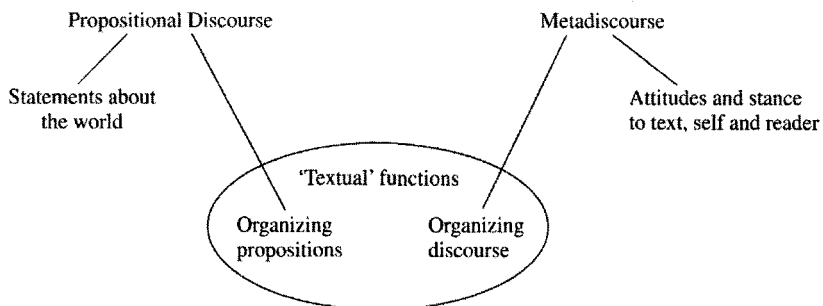 Propositional Discourse
Metadiscourse
Statements about
the world
Attitudes and stance
to text, self and reader
'Textual' functions
Organizing
propositions
Organizing
discourse